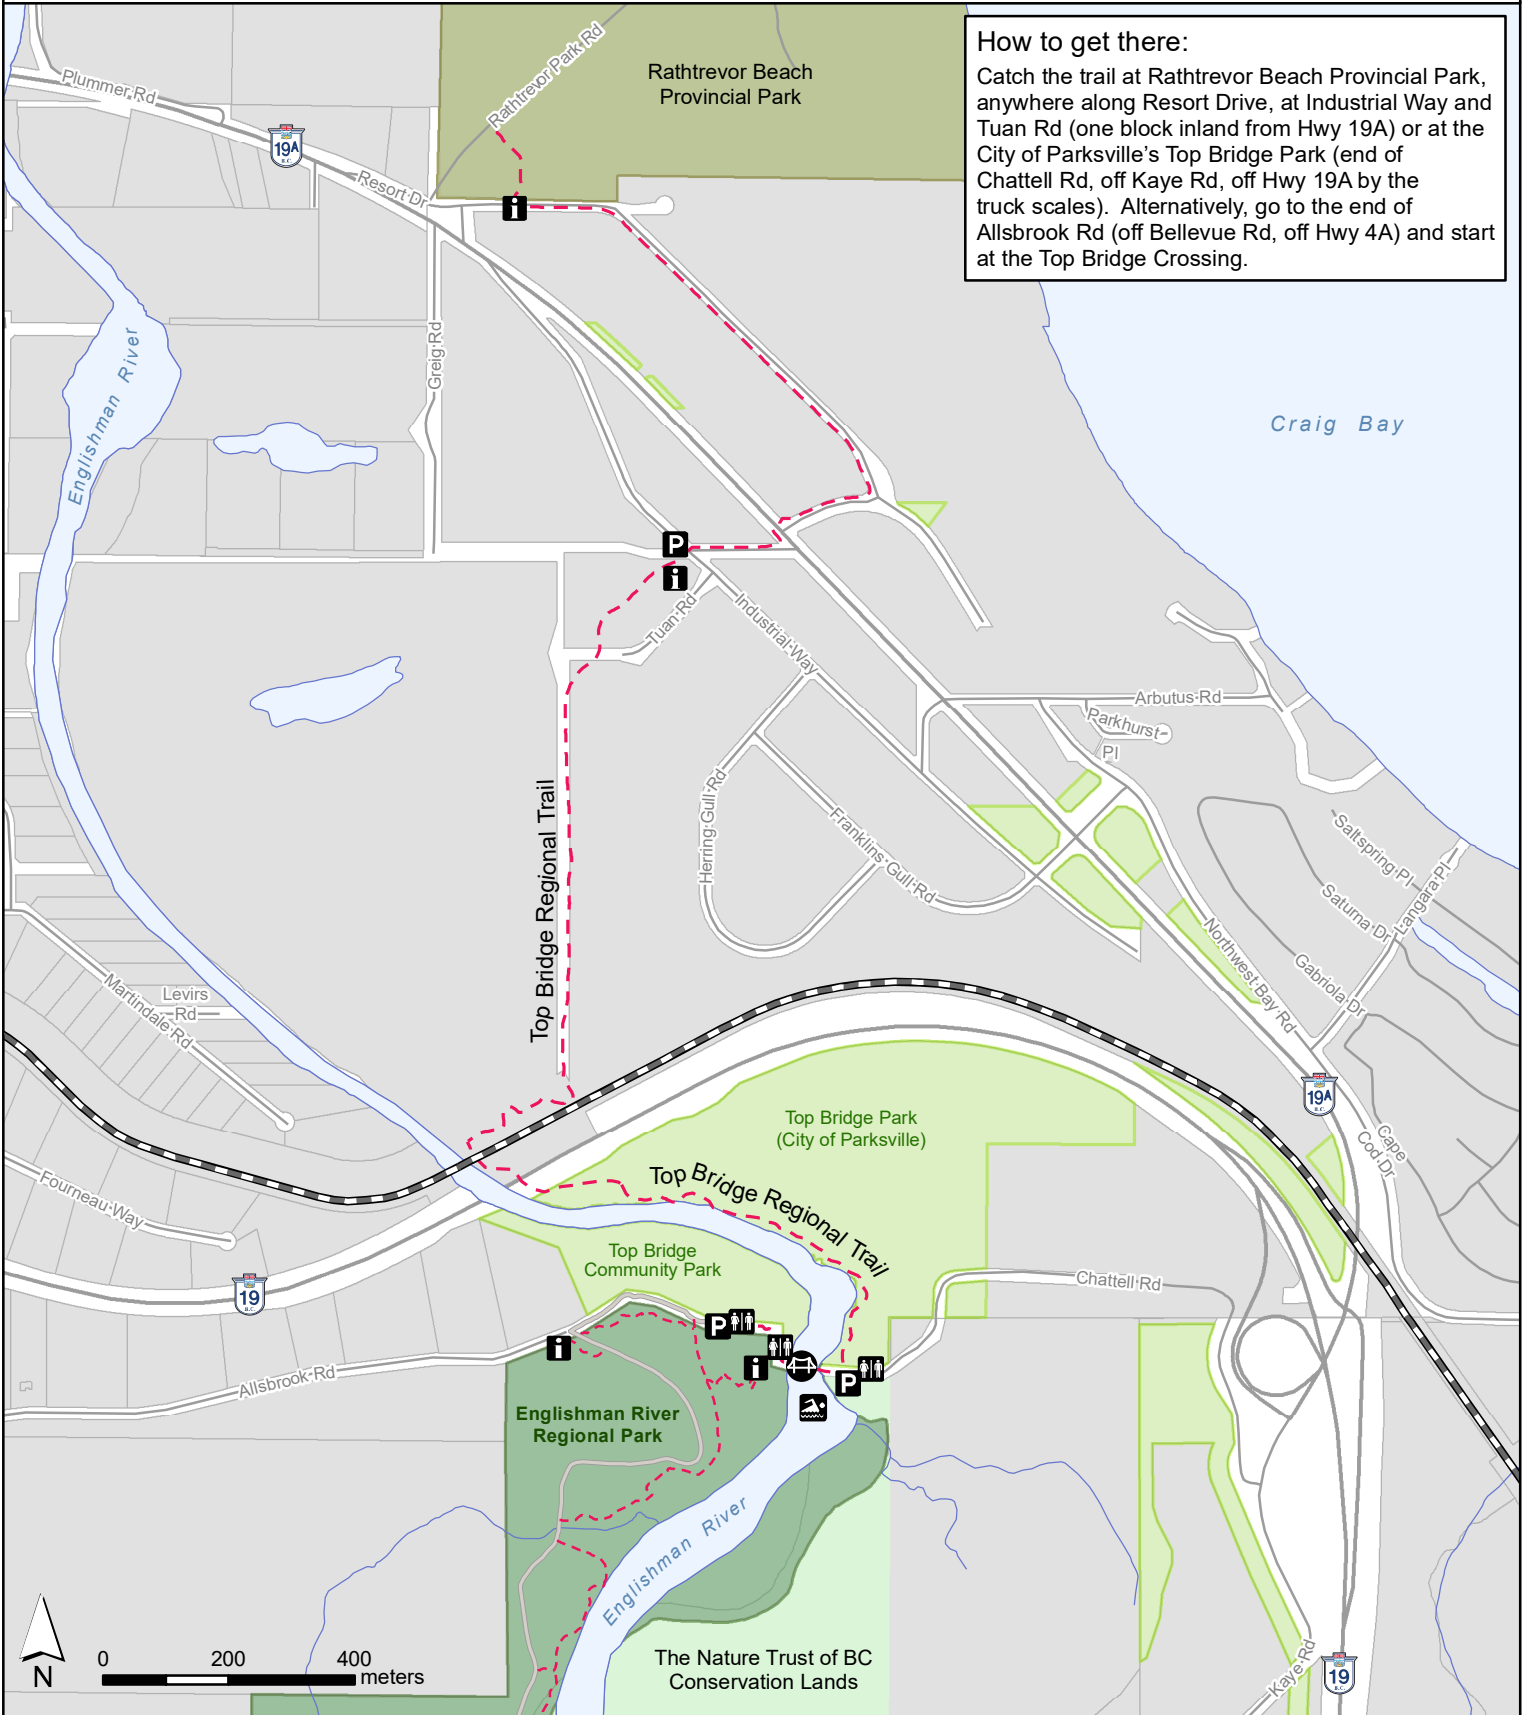 How to get there:
Catch the trail at Rathtrevor Beach Provincial Park,
anywhere along Resort Drive, at Industrial Way and
Tuan Rd (one block inland from Hwy 19A) or at the
City of Parksville's Top Bridge Park (end of
Chattell Rd, off Kaye Rd, off Hwy 19A by the
truck scales).  Alternatively, go to the end of
Allsbrook Rd (off Bellevue Rd, off Hwy 4A) and start
at the Top Bridge Crossing.
Rathtrevor Park Rd
Rathtrevor Beach
Provincial Park
Plummer Rd
19A
B.C.
Resort Dr
i
Greig Rd
Englishman River
Craig Bay
P
i
Tuan Rd
Industrial Way
Arbutus Rd
Parkhurst
Pl
Herring Gull Rd
Franklins Gull Rd
Saltspring Pl
Saturna Dr
Langara Pl
Gabriola Dr
Northwest Bay Rd
Top Bridge Regional Trail
Levirs
Rd
Martindale Rd
19A
B.C.
Cape
Cod Dr
Top Bridge Park
(City of Parksville)
Top Bridge Regional Trail
Fourneau Way
Top Bridge
Community Park
Chattell Rd
19
B.C.
P
i
i
P
Allsbrook Rd
Englishman River
Regional Park
Englishman River
The Nature Trust of BC
Conservation Lands
Kaye Rd
19
B.C.
N
0 200 400
meters